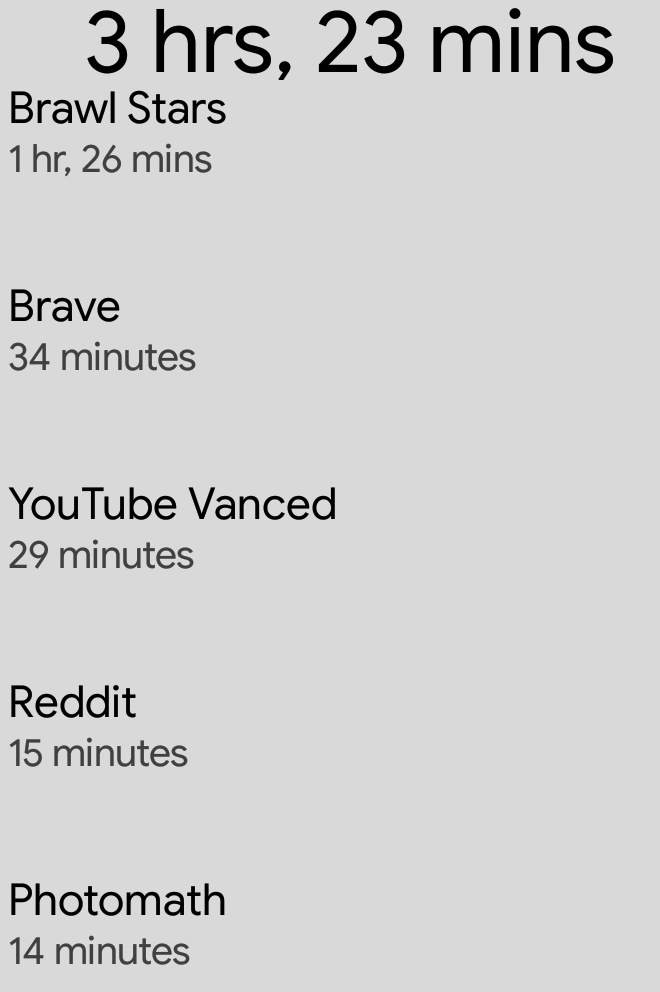 3 hrs, 23 mins
Brawl Stars
1 hr, 26 mins
Brave
34 minutes
YouTube Vanced
29 minutes
Reddit
15 minutes
Photomath
14 minutes